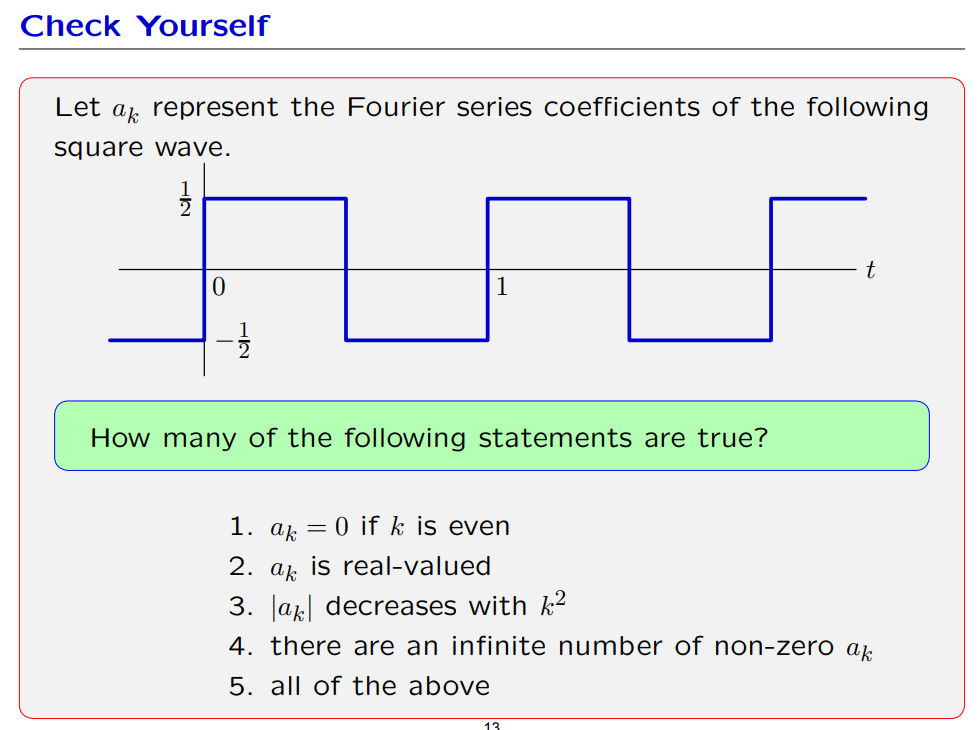 Check Yourself
Let a_k represent the Fourier series coefficients of the following
square wave.
1/2
t
0
1
−1/2
How many of the following statements are true?
1. a_k = 0 if k is even
2. a_k is real-valued
3. |a_k| decreases with k²
4. there are an infinite number of non-zero a_k
5. all of the above
13